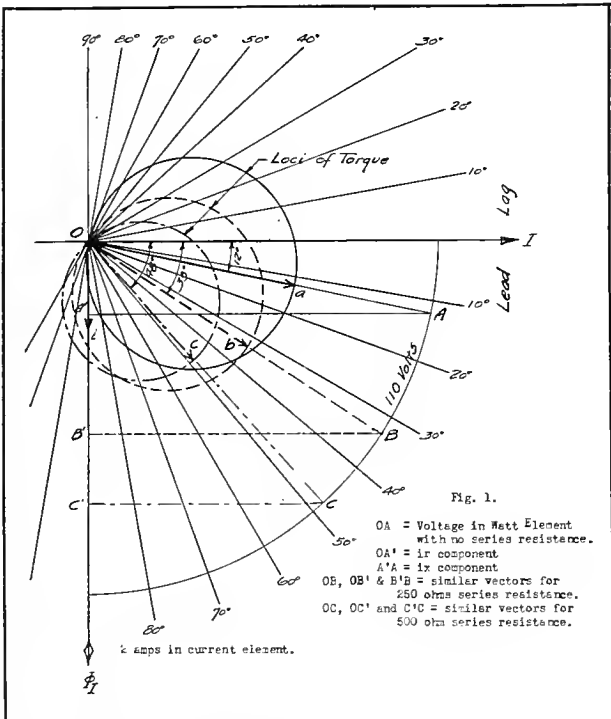 90° 80° 70° 60° 50° 40° 30°
20°
Loci of Torque
10°
Lag
O
I
Lead
12°
33°
48°
10°
a
A
i
110 Volts
20°
c
b
B'
B
30°
40°
C'
C
50°
60°
70°
80°
Fig. 1.
OA = Voltage in Watt Element
with no series resistance.
OA' = ir component
A'A = ix component
OB, OB' & B'B = similar vectors for
250 ohms series resistance.
OC, OC' and C'C = similar vectors for
500 ohm series resistance.
amps in current element.
Φ_I